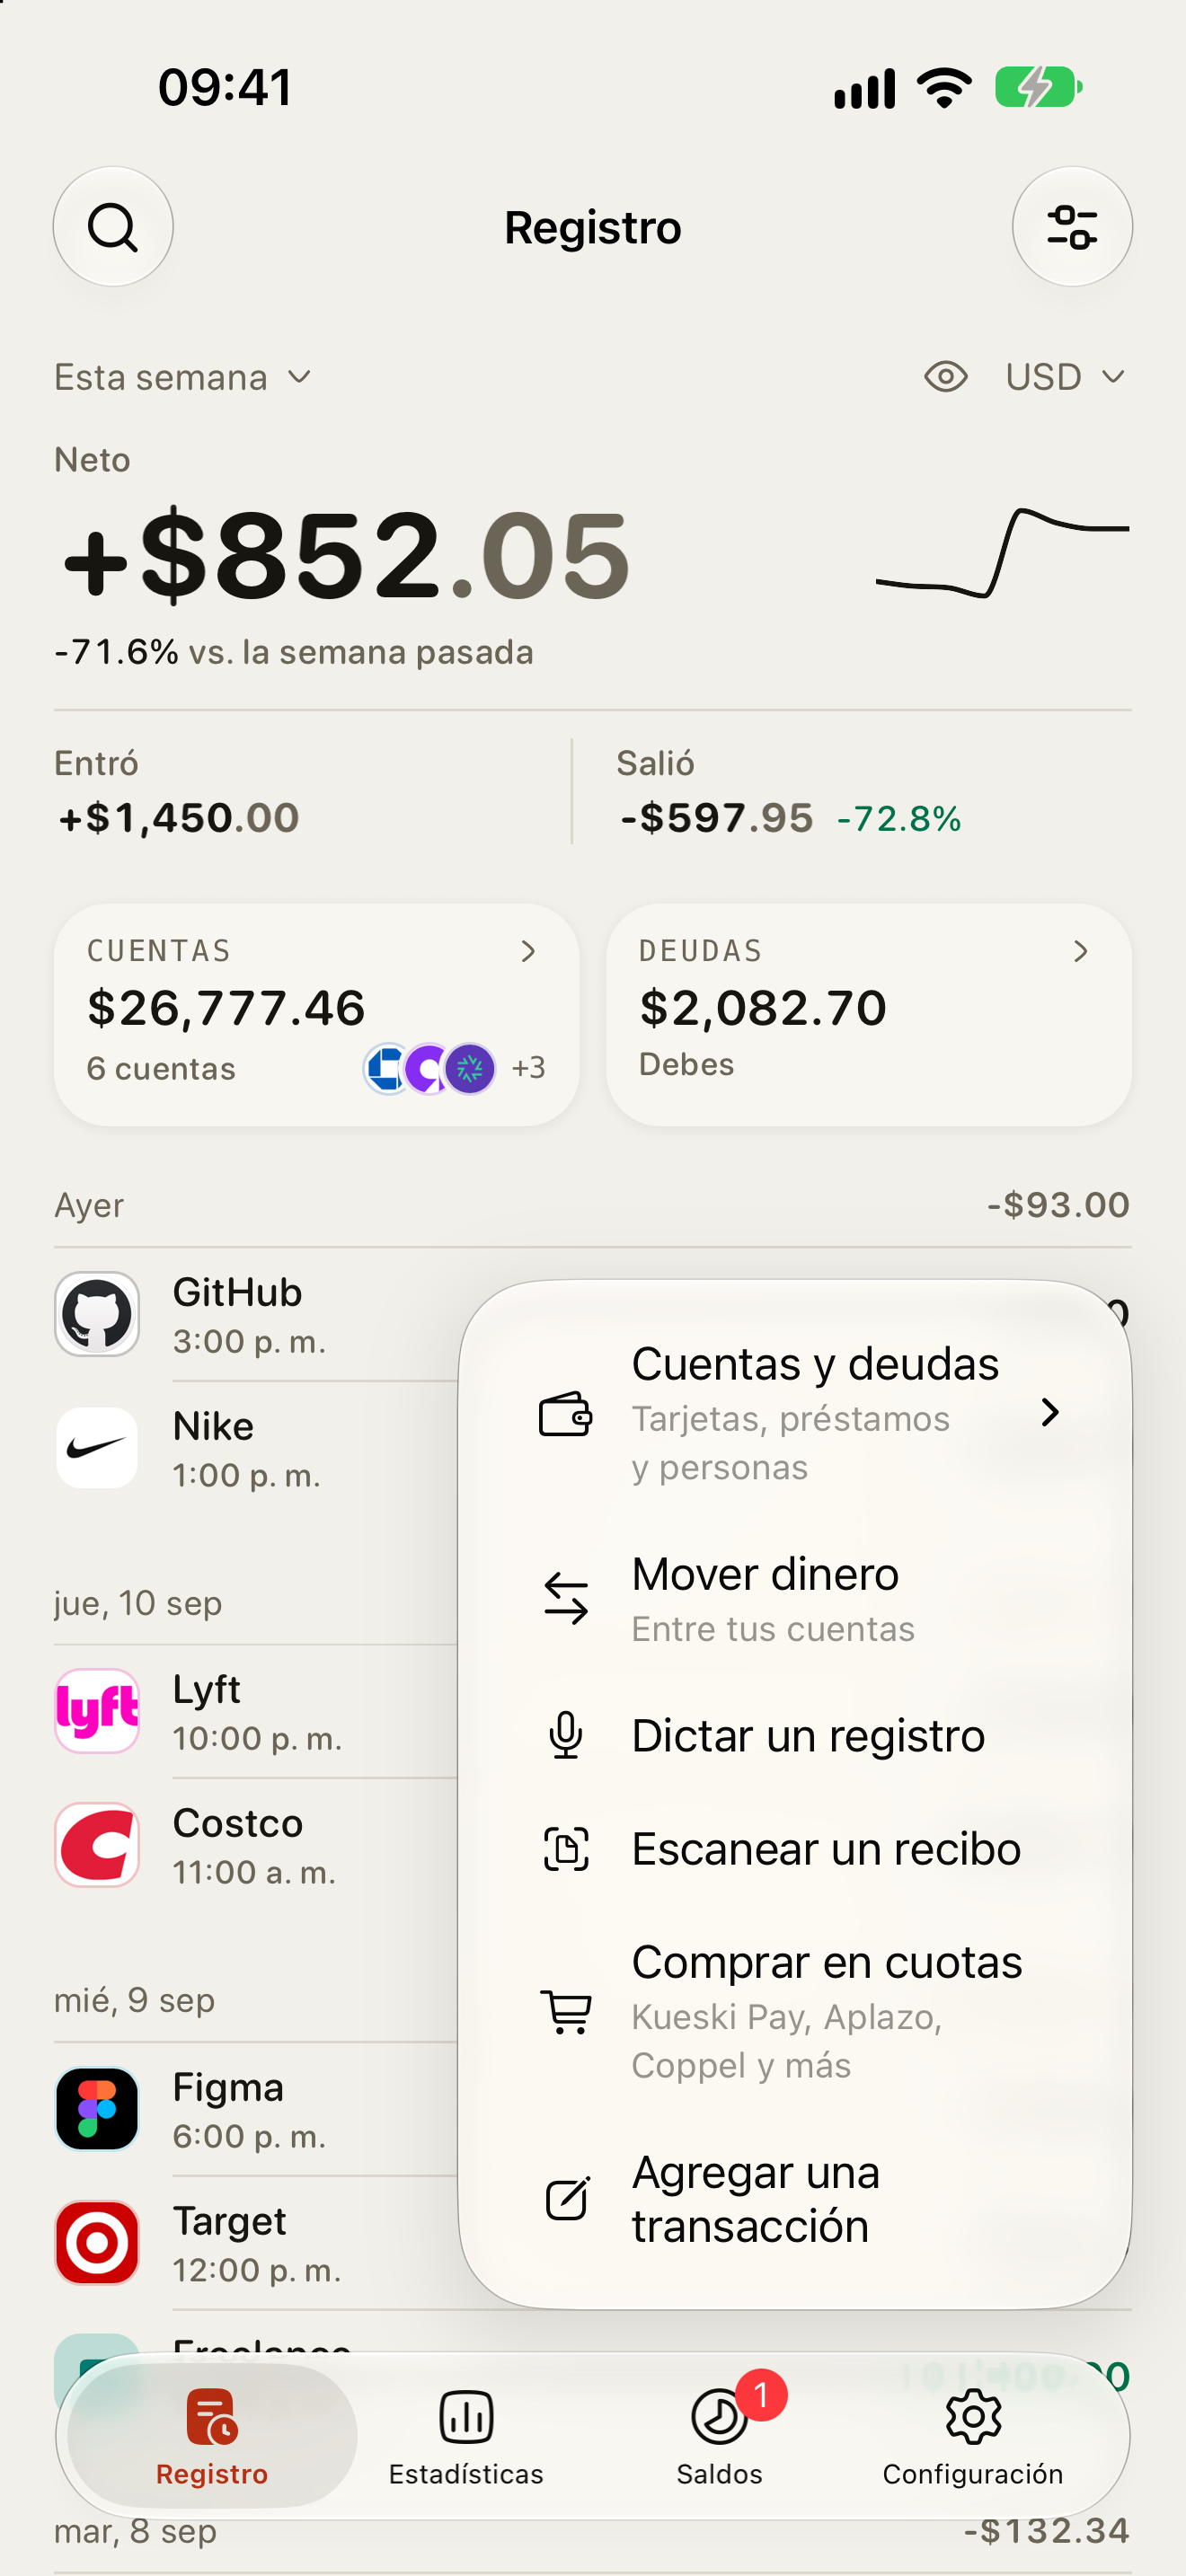 09:41
Registro
Esta semana
USD
Neto
+$852.05
-71.6% vs. la semana pasada
Entró
Salió
+$1,450.00
-$597.95 -72.8%
CUENTAS
DEUDAS
$26,777.46
$2,082.70
6 cuentas
+3
Debes
Ayer
-$93.00
GitHub
3:00 p. m.
Nike
1:00 p. m.
jue, 10 sep
lyft
Lyft
10:00 p. m.
Costco
11:00 a. m.
mié, 9 sep
Figma
6:00 p. m.
Target
12:00 p. m.
Cuentas y deudas
Tarjetas, préstamos
y personas
Mover dinero
Entre tus cuentas
Dictar un registro
Escanear un recibo
Comprar en cuotas
Kueski Pay, Aplazo,
Coppel y más
Agregar una
transacción
Freelance
1
Registro
Estadísticas
Saldos
Configuración
mar, 8 sep
-$132.34